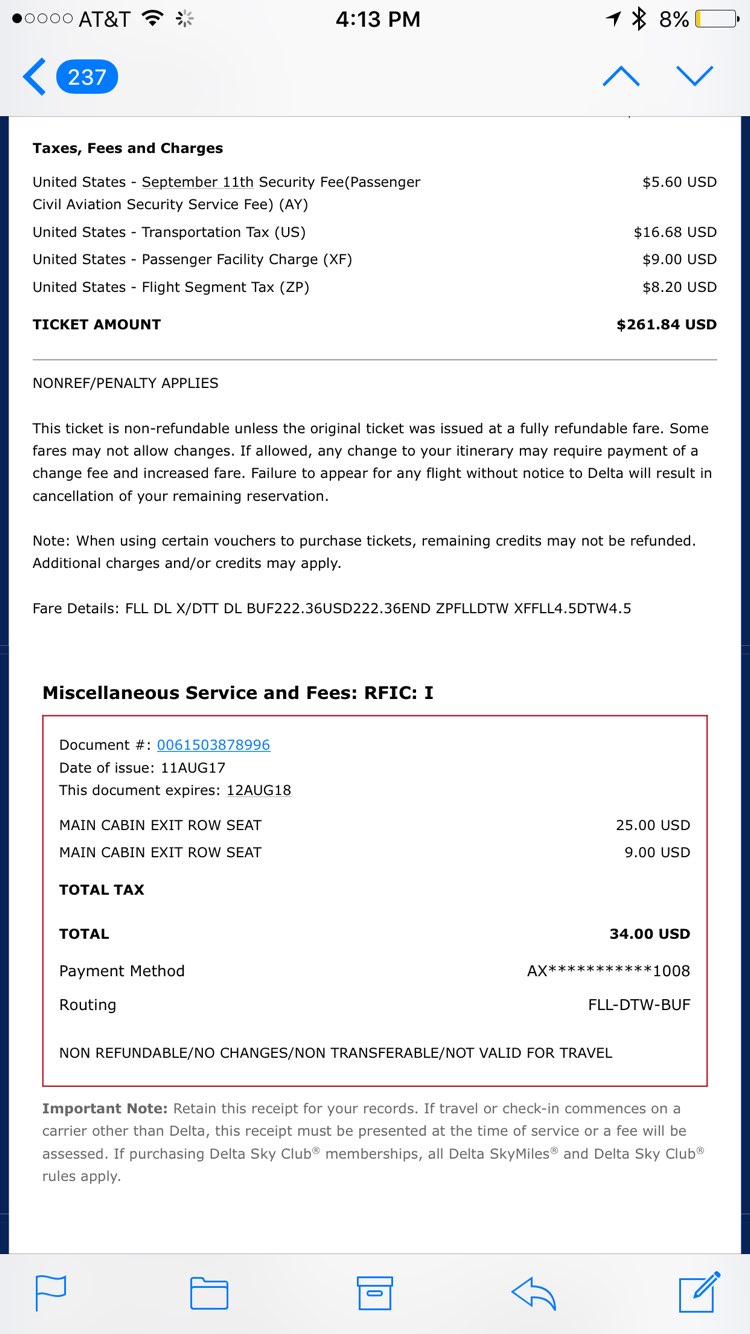 AT&T 4:13 PM 8%
237
Taxes, Fees and Charges
United States - September 11th Security Fee(Passenger $5.60 USD
Civil Aviation Security Service Fee) (AY)
United States - Transportation Tax (US) $16.68 USD
United States - Passenger Facility Charge (XF) $9.00 USD
United States - Flight Segment Tax (ZP) $8.20 USD
TICKET AMOUNT $261.84 USD
NONREF/PENALTY APPLIES
This ticket is non-refundable unless the original ticket was issued at a fully refundable fare. Some
fares may not allow changes. If allowed, any change to your itinerary may require payment of a
change fee and increased fare. Failure to appear for any flight without notice to Delta will result in
cancellation of your remaining reservation.
Note: When using certain vouchers to purchase tickets, remaining credits may not be refunded.
Additional charges and/or credits may apply.
Fare Details: FLL DL X/DTT DL BUF222.36USD222.36END ZPFLLDTW XFFLL4.5DTW4.5
Miscellaneous Service and Fees: RFIC: I
Document #: 0061503878996
Date of issue: 11AUG17
This document expires: 12AUG18
MAIN CABIN EXIT ROW SEAT 25.00 USD
MAIN CABIN EXIT ROW SEAT 9.00 USD
TOTAL TAX
TOTAL 34.00 USD
Payment Method AX***********1008
Routing FLL-DTW-BUF
NON REFUNDABLE/NO CHANGES/NON TRANSFERABLE/NOT VALID FOR TRAVEL
Important Note: Retain this receipt for your records. If travel or check-in commences on a
carrier other than Delta, this receipt must be presented at the time of service or a fee will be
assessed. If purchasing Delta Sky Club® memberships, all Delta SkyMiles® and Delta Sky Club®
rules apply.